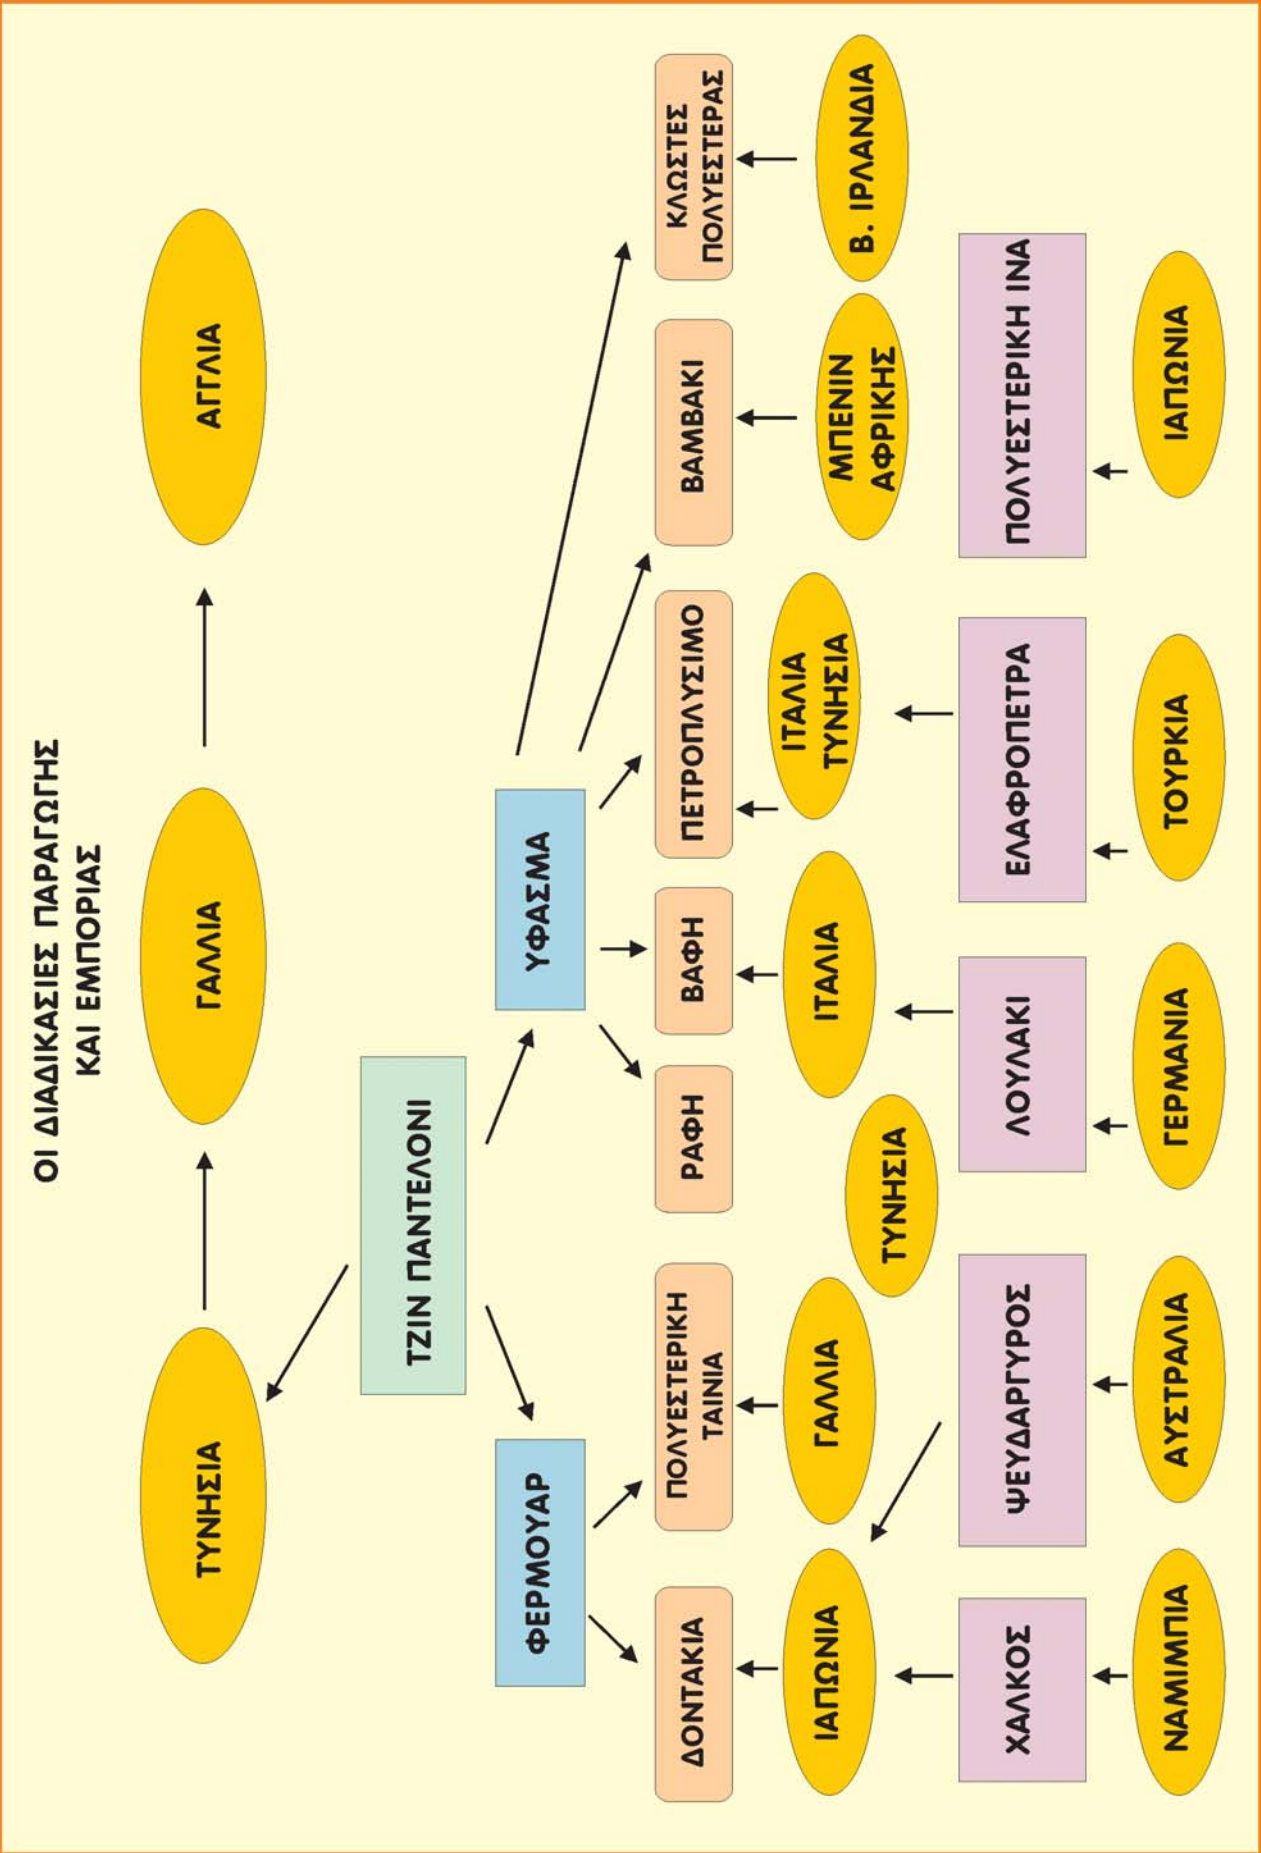 ΟΙ ΔΙΑΔΙΚΑΣΙΕΣ ΠΑΡΑΓΩΓΗΣ
ΚΑΙ ΕΜΠΟΡΙΑΣ
ΤΥΝΗΣΙΑ
ΓΑΛΛΙΑ
ΑΓΓΛΙΑ
ΤΖΙΝ ΠΑΝΤΕΛΟΝΙ
ΦΕΡΜΟΥΑΡ
ΥΦΑΣΜΑ
ΔΟΝΤΑΚΙΑ
ΠΟΛΥΕΣΤΕΡΙΚΗ
ΤΑΙΝΙΑ
ΡΑΦΗ
ΒΑΦΗ
ΠΕΤΡΟΠΛΥΣΙΜΟ
ΒΑΜΒΑΚΙ
ΚΛΩΣΤΕΣ
ΠΟΛΥΕΣΤΕΡΑΣ
ΙΑΠΩΝΙΑ
ΓΑΛΛΙΑ
ΤΥΝΗΣΙΑ
ΙΤΑΛΙΑ
ΙΤΑΛΙΑ
ΤΥΝΗΣΙΑ
ΜΠΕΝΙΝ
ΑΦΡΙΚΗΣ
Β. ΙΡΛΑΝΔΙΑ
ΧΑΛΚΟΣ
ΨΕΥΔΑΡΓΥΡΟΣ
ΛΟΥΛΑΚΙ
ΕΛΑΦΡΟΠΕΤΡΑ
ΠΟΛΥΕΣΤΕΡΙΚΗ ΙΝΑ
ΝΑΜΙΜΠΙΑ
ΑΥΣΤΡΑΛΙΑ
ΓΕΡΜΑΝΙΑ
ΤΟΥΡΚΙΑ
ΙΑΠΩΝΙΑ